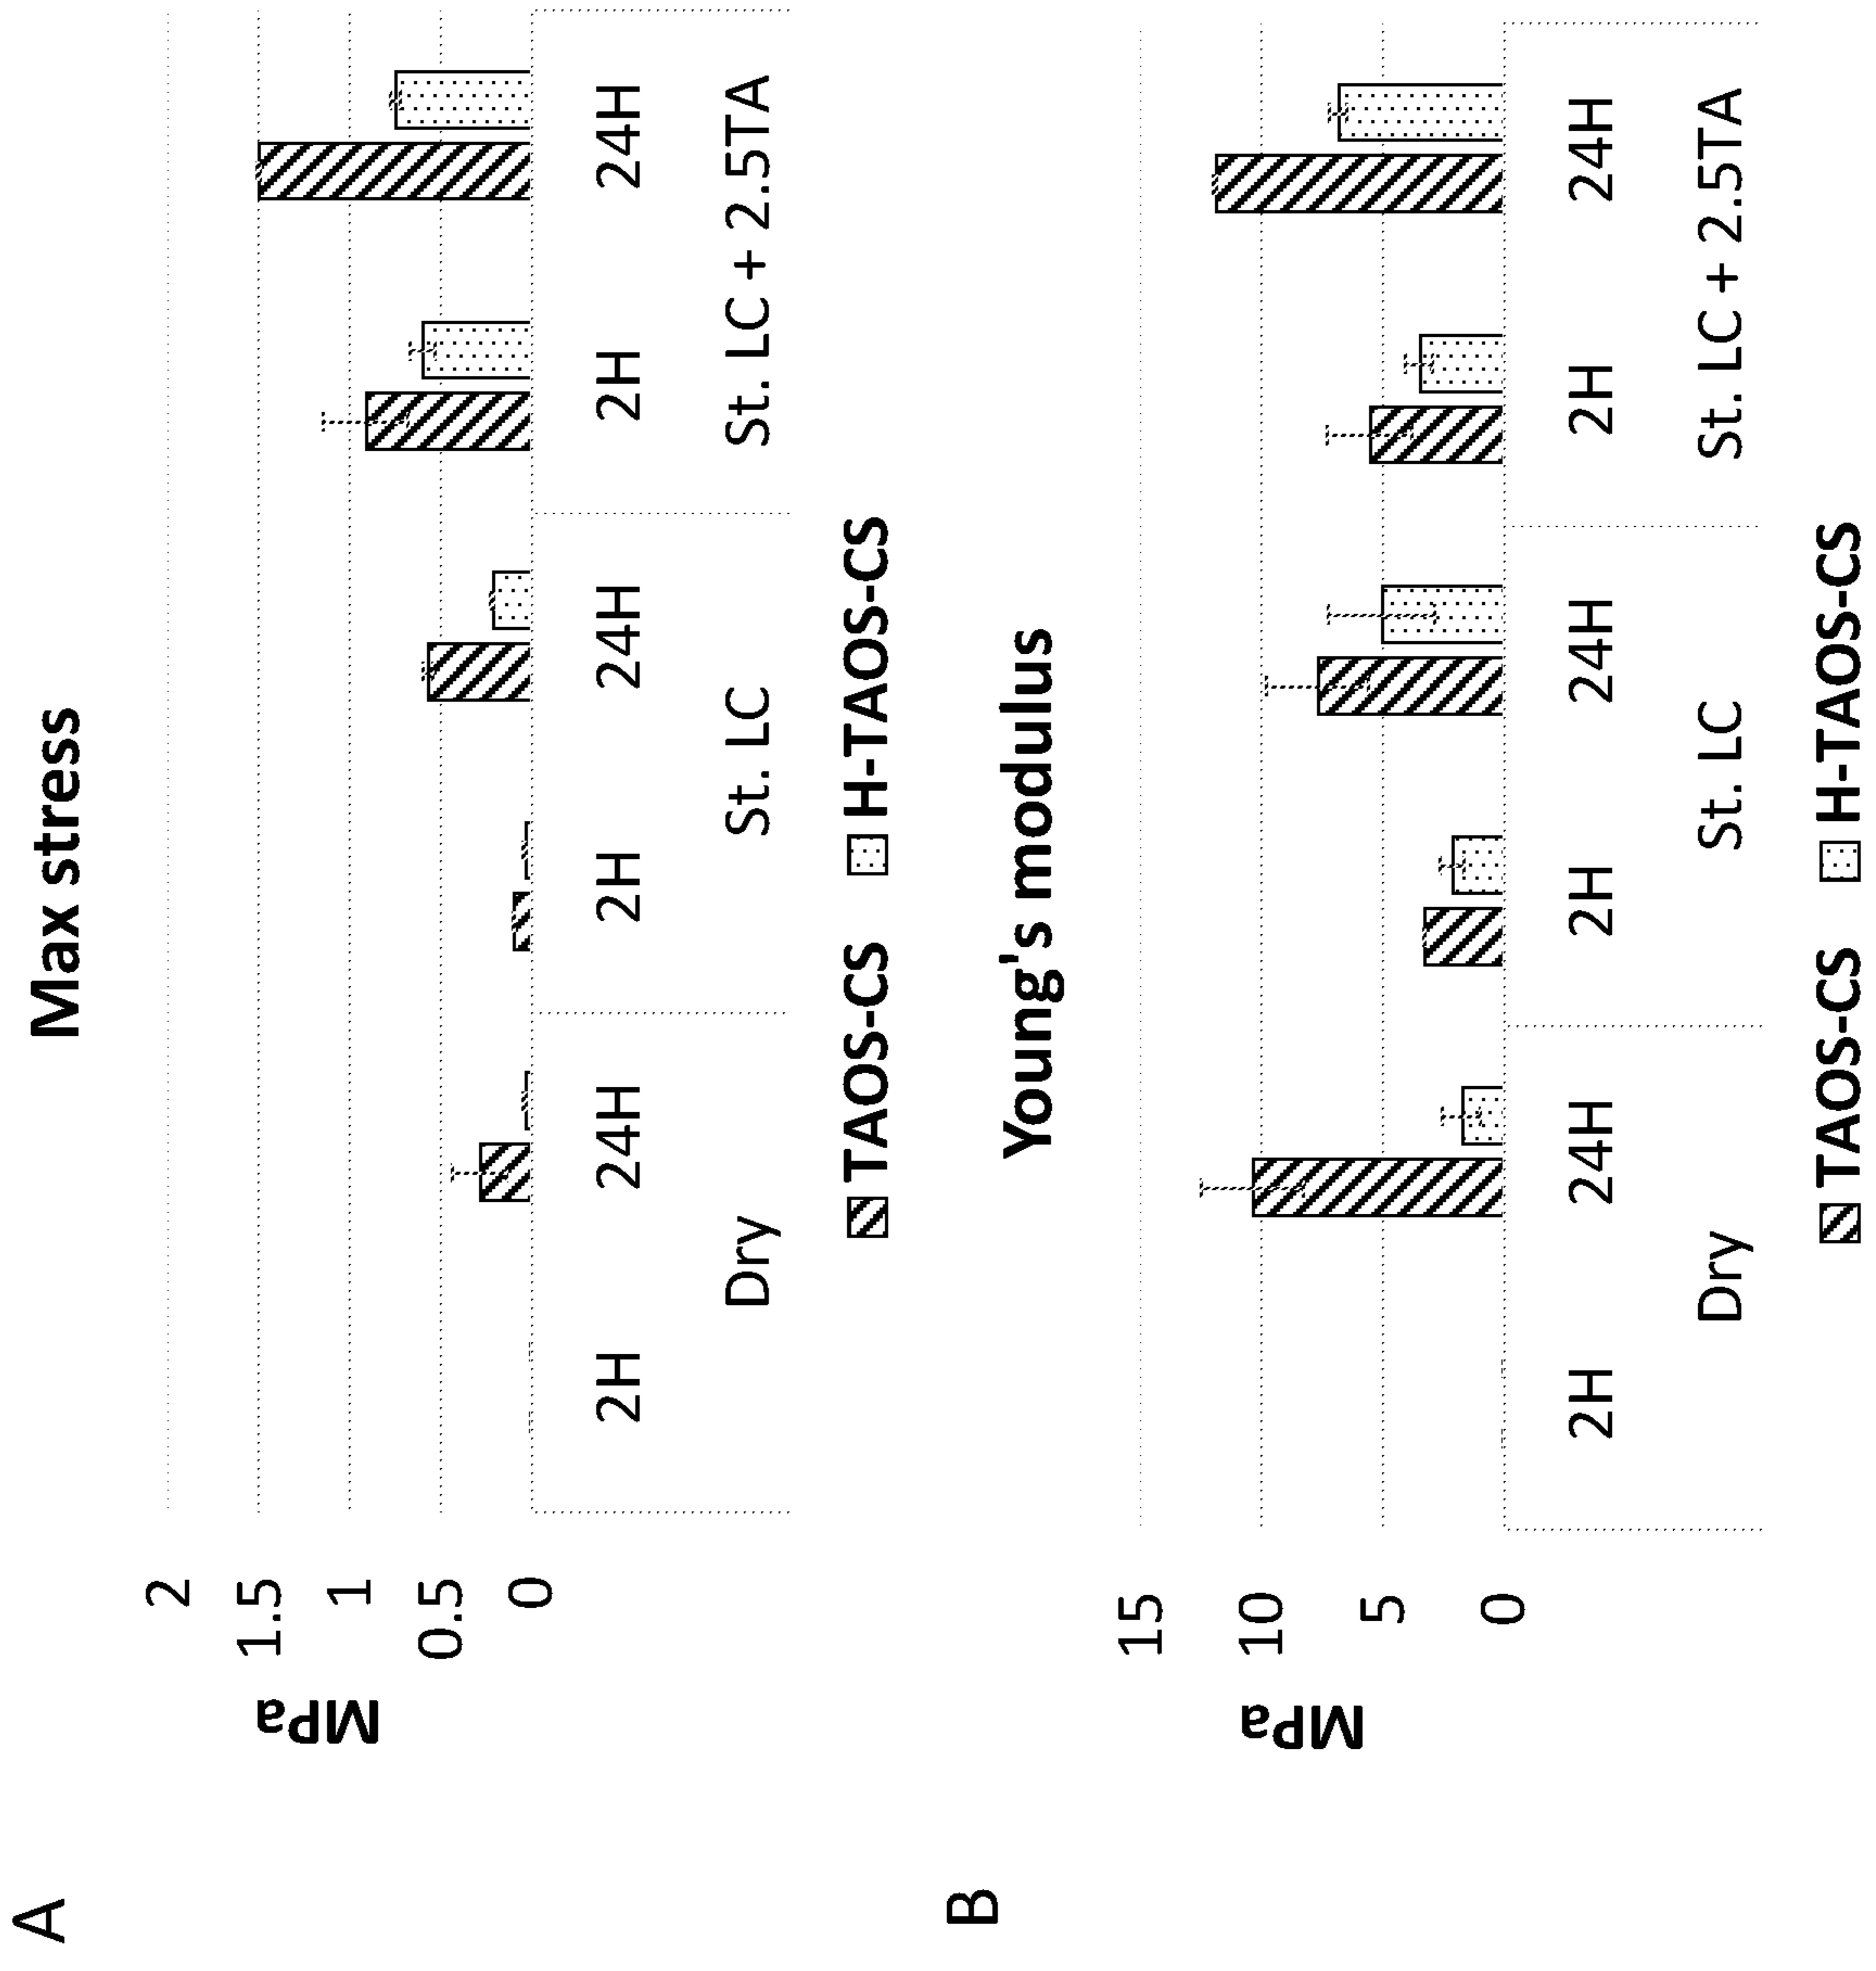 A
Max stress
MPa
2
1.5
1
0.5
0
2H 24H 2H 24H 2H 24H
Dry St. LC St. LC + 2.5TA
TAOS-CS H-TAOS-CS
B
Young's modulus
MPa
15
10
5
0
2H 24H 2H 24H 2H 24H
Dry St. LC St. LC + 2.5TA
TAOS-CS H-TAOS-CS